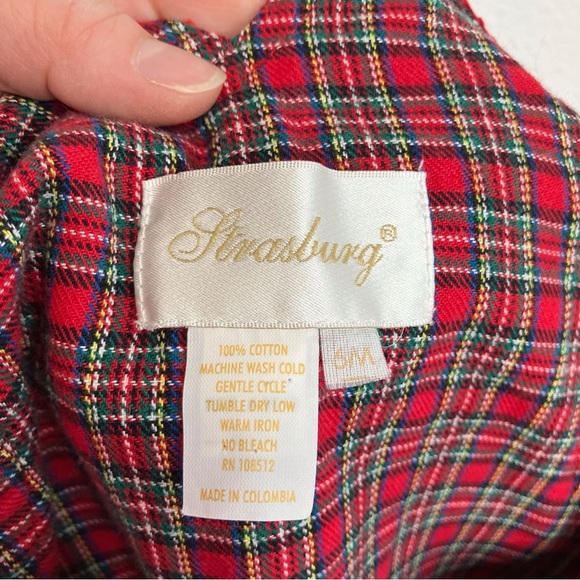 Strasburg®
6/M
100% COTTON
MACHINE WASH COLD
GENTLE CYCLE
TUMBLE DRY LOW
WARM IRON
NO BLEACH
RN 108512
MADE IN COLOMBIA